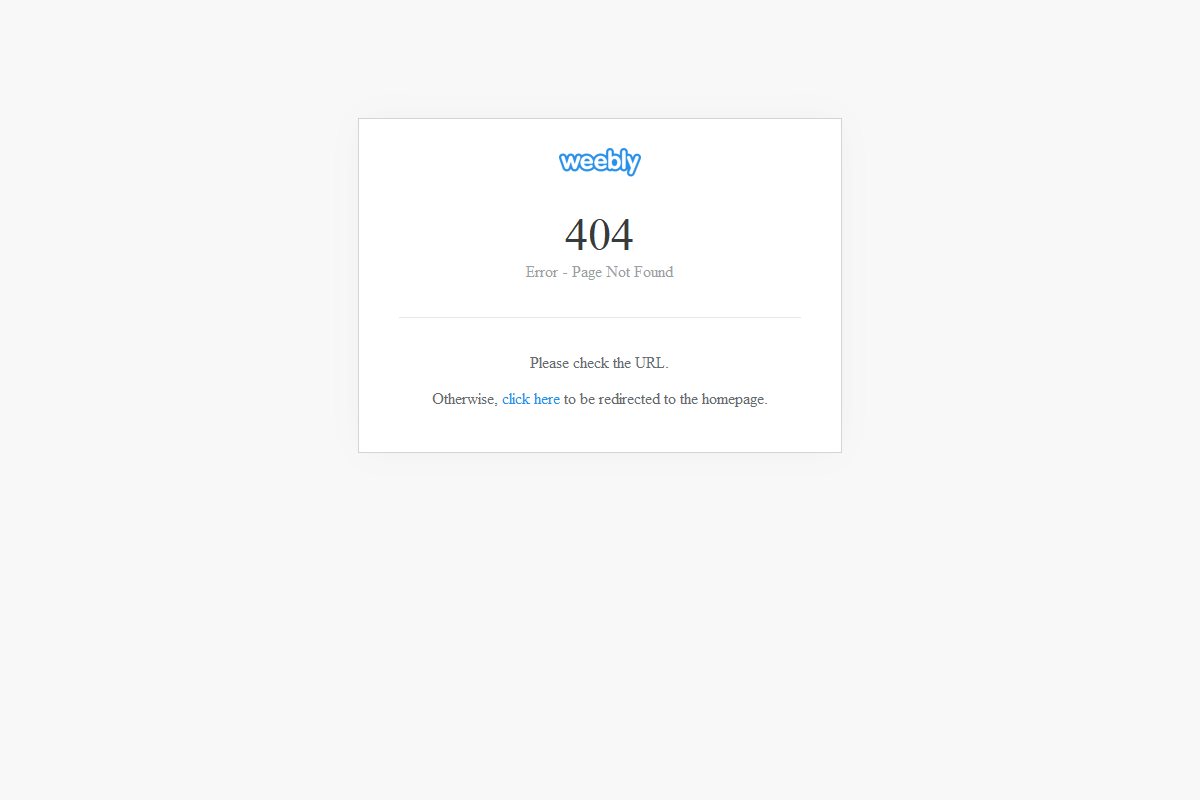 weebly
404
Error - Page Not Found
Please check the URL.
Otherwise, click here to be redirected to the homepage.